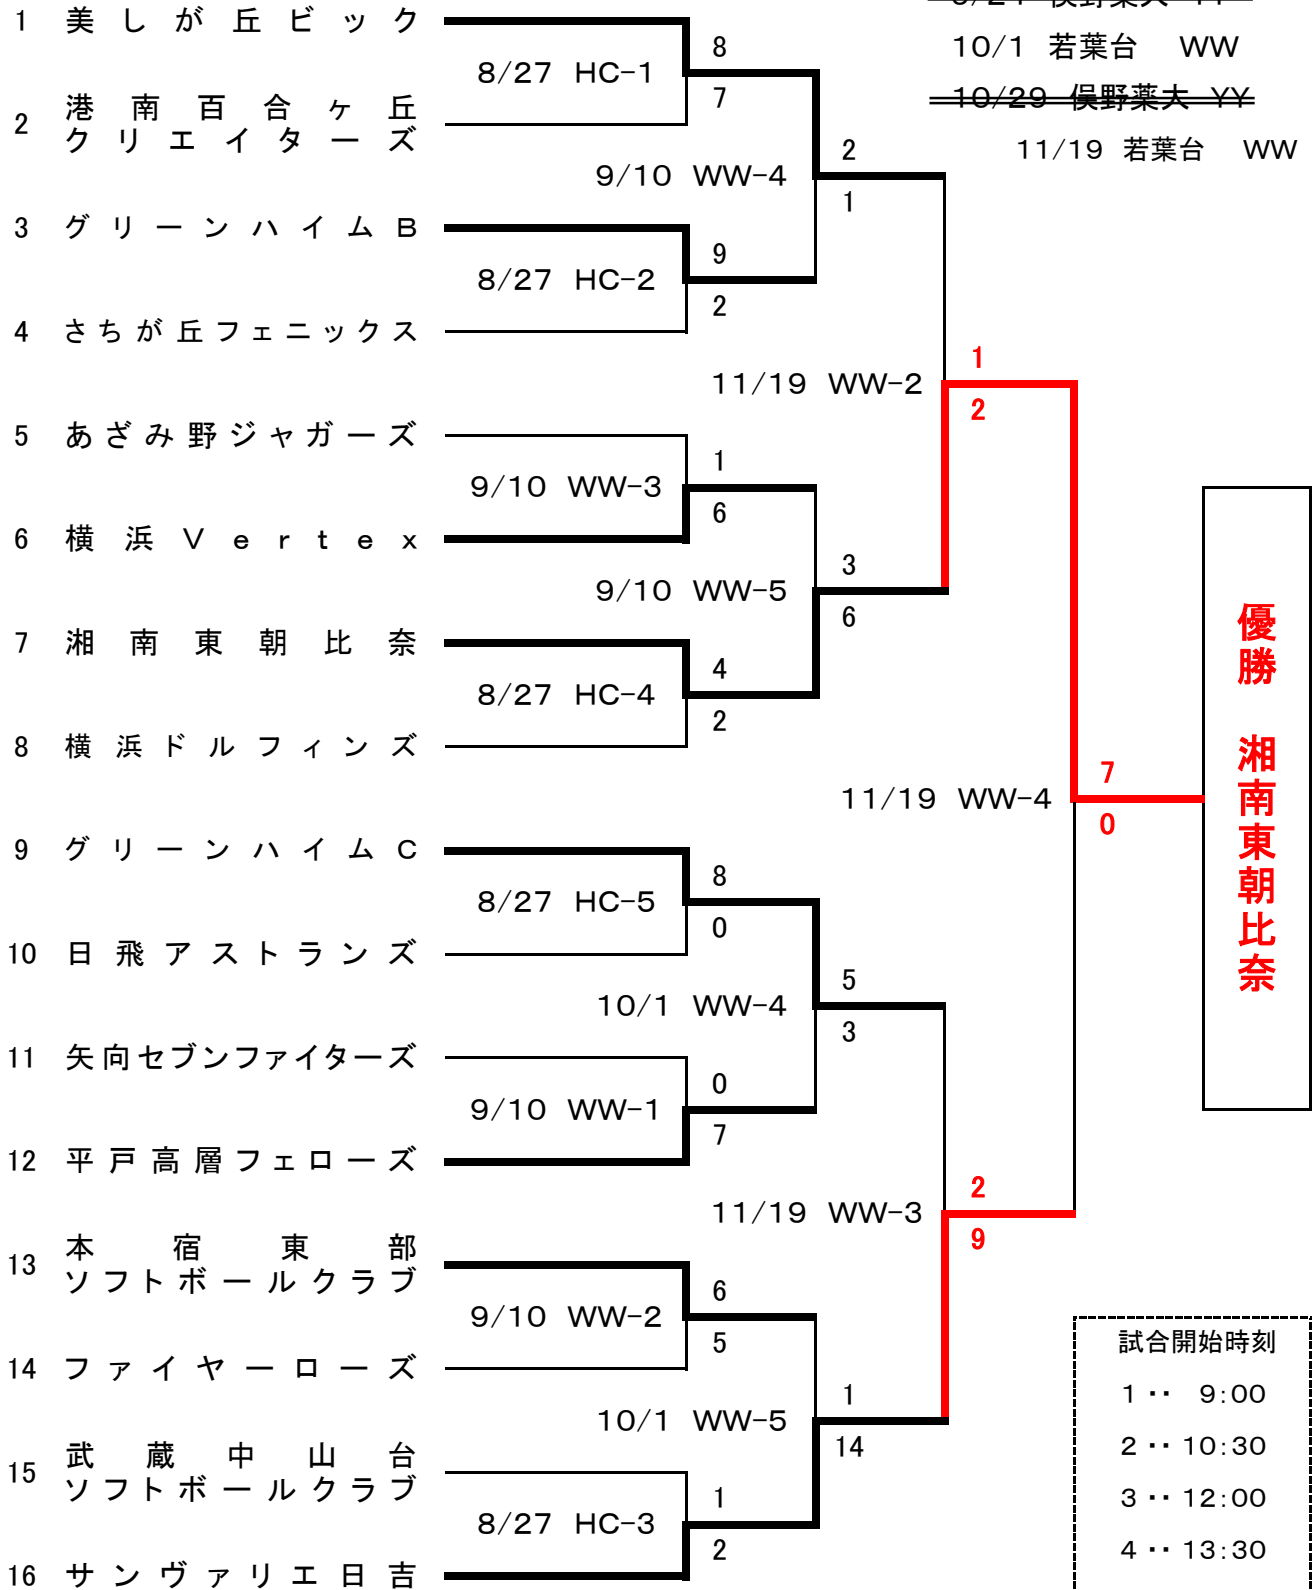 10/1 若葉台 WW
10/29 俣野薬大 YY
11/19 若葉台 WW
1 美しが丘ビック
8/27 HC-1
8
7
2 港南百合ヶ丘
クリエイターズ
9/10 WW-4
2
1
3 グリーンハイムB
8/27 HC-2
9
2
4 さちが丘フェニックス
11/19 WW-2
1
2
5 あざみ野ジャガーズ
9/10 WW-3
1
6
6 横浜Vertex
9/10 WW-5
3
6
7 湘南東朝比奈
8/27 HC-4
4
2
8 横浜ドルフィンズ
11/19 WW-4
7
0
優勝 湘南東朝比奈
9 グリーンハイムC
8/27 HC-5
8
0
10 日飛アストランズ
10/1 WW-4
5
3
11 矢向セブンファイターズ
9/10 WW-1
0
7
12 平戸高層フェローズ
11/19 WW-3
2
9
13 本宿東部
ソフトボールクラブ
9/10 WW-2
6
5
14 ファイヤーローズ
10/1 WW-5
1
14
15 武蔵中山台
ソフトボールクラブ
8/27 HC-3
1
2
16 サンヴァリエ日吉
試合開始時刻
1 ‥ 9:00
2 ‥ 10:30
3 ‥ 12:00
4 ‥ 13:30